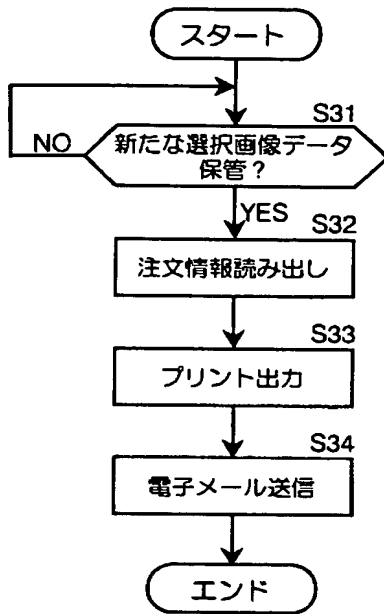 スタート
S31
新たな選択画像データ
保管？
NO
YES
S32
注文情報読み出し
S33
プリント出力
S34
電子メール送信
エンド